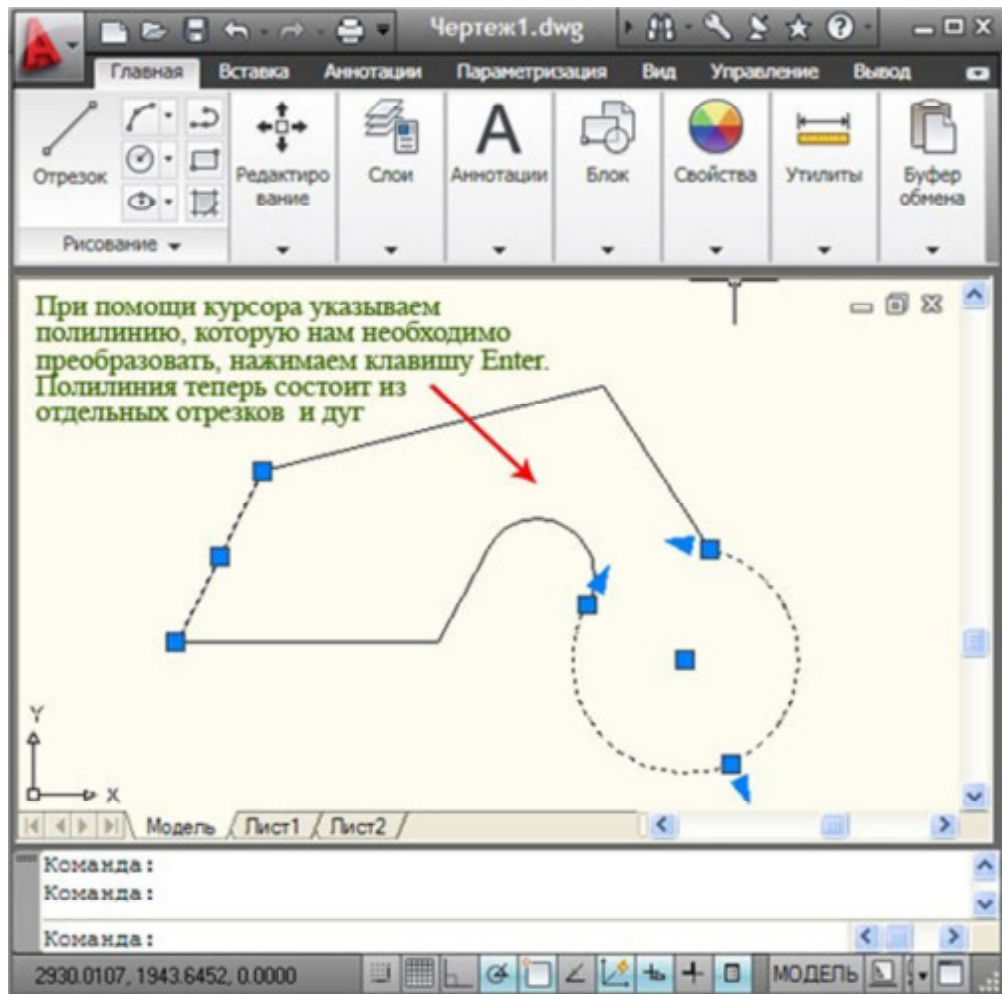 Чертеж1.dwg
Главная Вставка Аннотации Параметризация Вид Управление Вывод
Отрезок
Редактиро
вание
Слои
Аннотации
Блок
Свойства
Утилиты
Буфер
обмена
Рисование
При помощи курсора указываем
полилинию, которую нам необходимо
преобразовать, нажимаем клавишу Enter.
Полилиния теперь состоит из
отдельных отрезков и дуг
Y
X
Модель Лист1 Лист2
Команда:
Команда:
Команда:
2930.0107, 1943.6452, 0.0000 МОДЕЛЬ